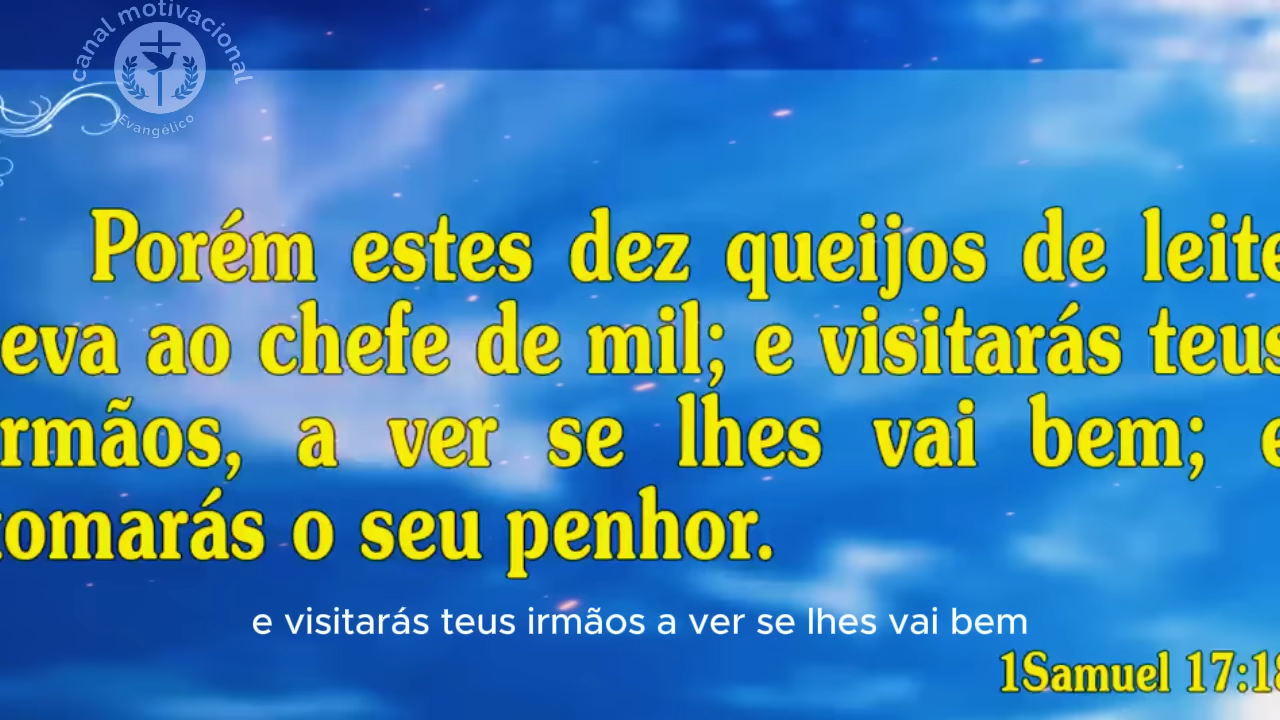 canal motivacional
Evangélico
Porém estes dez queijos de leite
eva ao chefe de mil; e visitarás teus
rmãos, a ver se lhes vai bem; e
tomarás o seu penhor.
e visitarás teus irmãos a ver se lhes vai bem
1Samuel 17:18